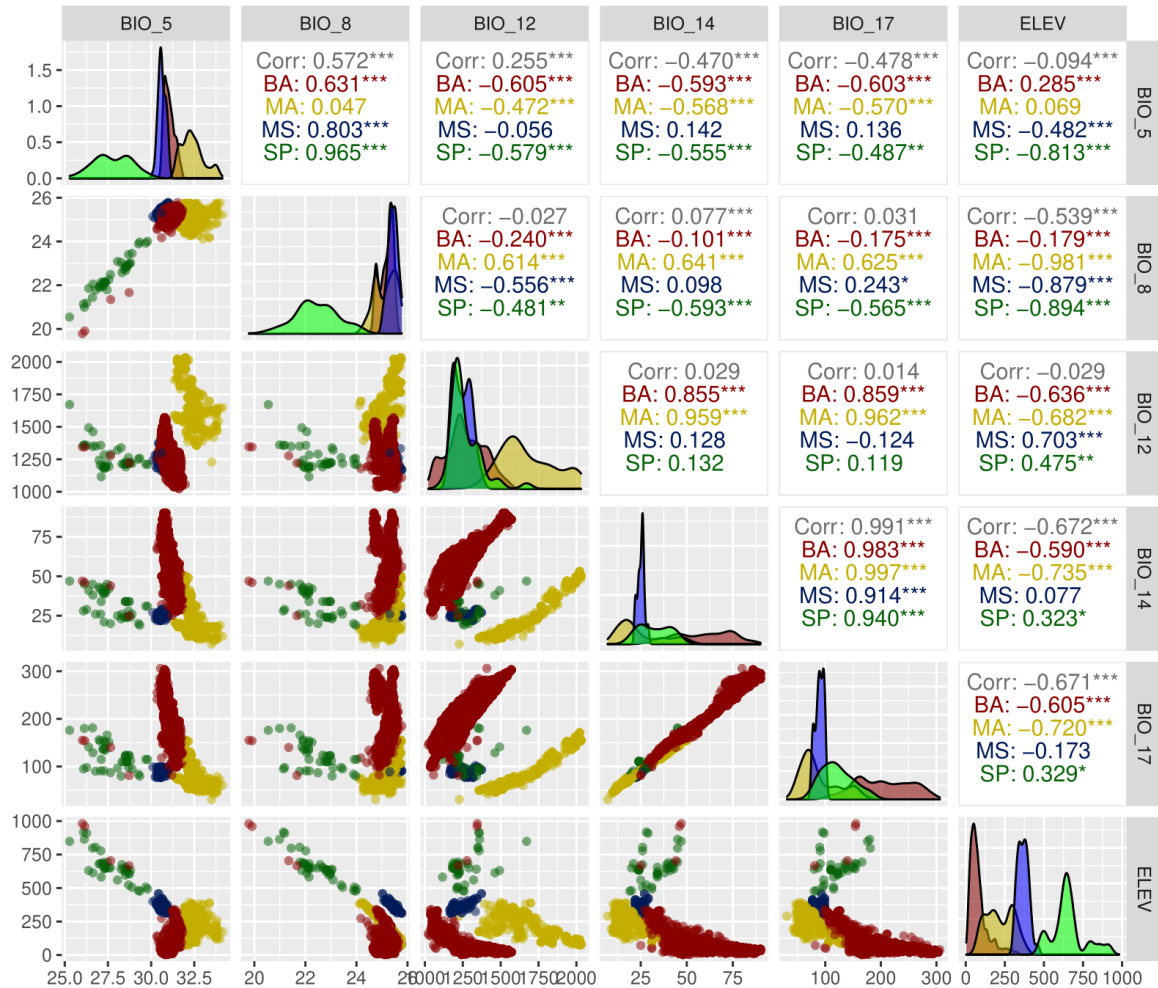 BIO_5 BIO_8 BIO_12 BIO_14 BIO_17 ELEV
1.5
1.0
0.5
0.0
Corr: 0.572***
BA: 0.631***
MA: 0.047
MS: 0.803***
SP: 0.965***
Corr: 0.255***
BA: −0.605***
MA: −0.472***
MS: −0.056
SP: −0.579***
Corr: −0.470***
BA: −0.593***
MA: −0.568***
MS: 0.142
SP: −0.555***
Corr: −0.478***
BA: −0.603***
MA: −0.570***
MS: 0.136
SP: −0.487**
Corr: −0.094***
BA: 0.285***
MA: 0.069
MS: −0.482***
SP: −0.813***
BIO_5
26
24
22
20
Corr: −0.027
BA: −0.240***
MA: 0.614***
MS: −0.556***
SP: −0.481**
Corr: 0.077***
BA: −0.101***
MA: 0.641***
MS: 0.098
SP: −0.593***
Corr: 0.031
BA: −0.175***
MA: 0.625***
MS: 0.243*
SP: −0.565***
Corr: −0.539***
BA: −0.179***
MA: −0.981***
MS: −0.879***
SP: −0.894***
BIO_8
2000
1750
1500
1250
1000
Corr: 0.029
BA: 0.855***
MA: 0.959***
MS: 0.128
SP: 0.132
Corr: 0.014
BA: 0.859***
MA: 0.962***
MS: −0.124
SP: 0.119
Corr: −0.029
BA: −0.636***
MA: −0.682***
MS: 0.703***
SP: 0.475**
BIO_12
75
50
25
Corr: 0.991***
BA: 0.983***
MA: 0.997***
MS: 0.914***
SP: 0.940***
Corr: −0.672***
BA: −0.590***
MA: −0.735***
MS: 0.077
SP: 0.323*
BIO_14
300
200
100
Corr: −0.671***
BA: −0.605***
MA: −0.720***
MS: −0.173
SP: 0.329*
BIO_17
1000
750
500
250
0
ELEV
25.0 27.5 30.0 32.5
20 22 24 26
1000 1250 1500 1750 2000
25 50 75
100 200 300
0 250 500 750 1000